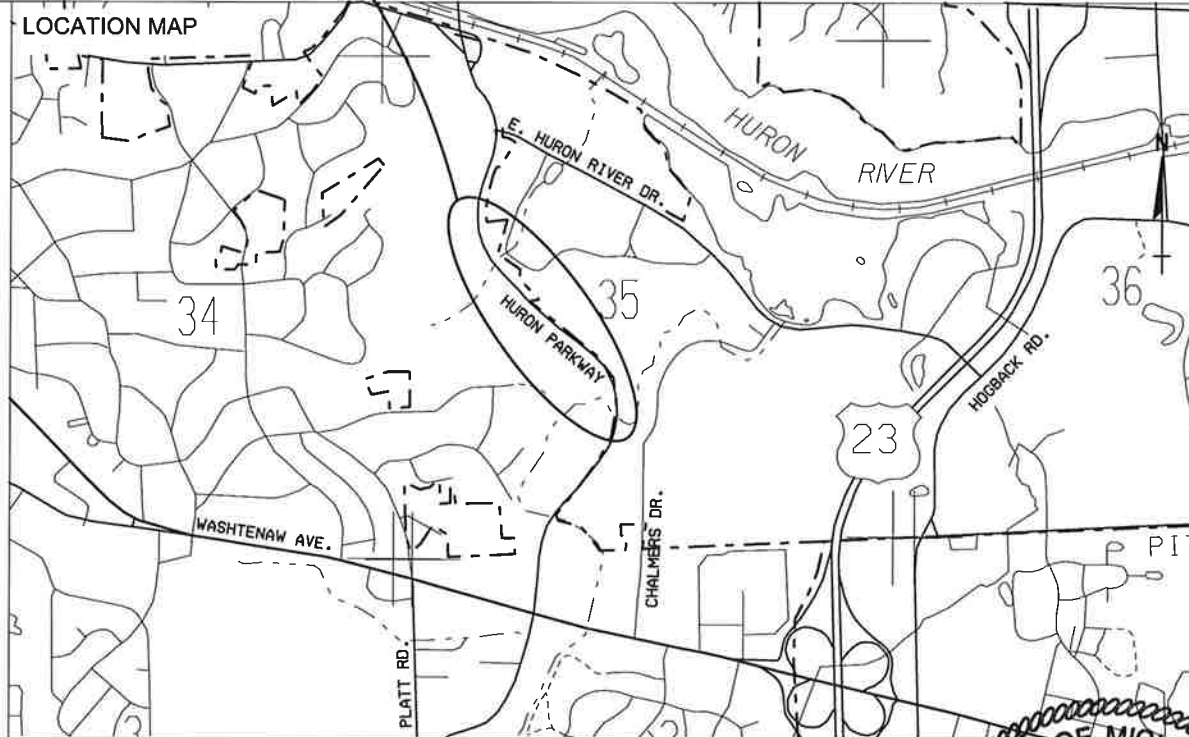 LOCATION MAP
HURON
RIVER
E. HURON RIVER DR.
N
34
35
36
HURON PARKWAY
HOGBACK RD.
23
WASHTENAW AVE.
CHALMERS DR.
PLATT RD.
OF